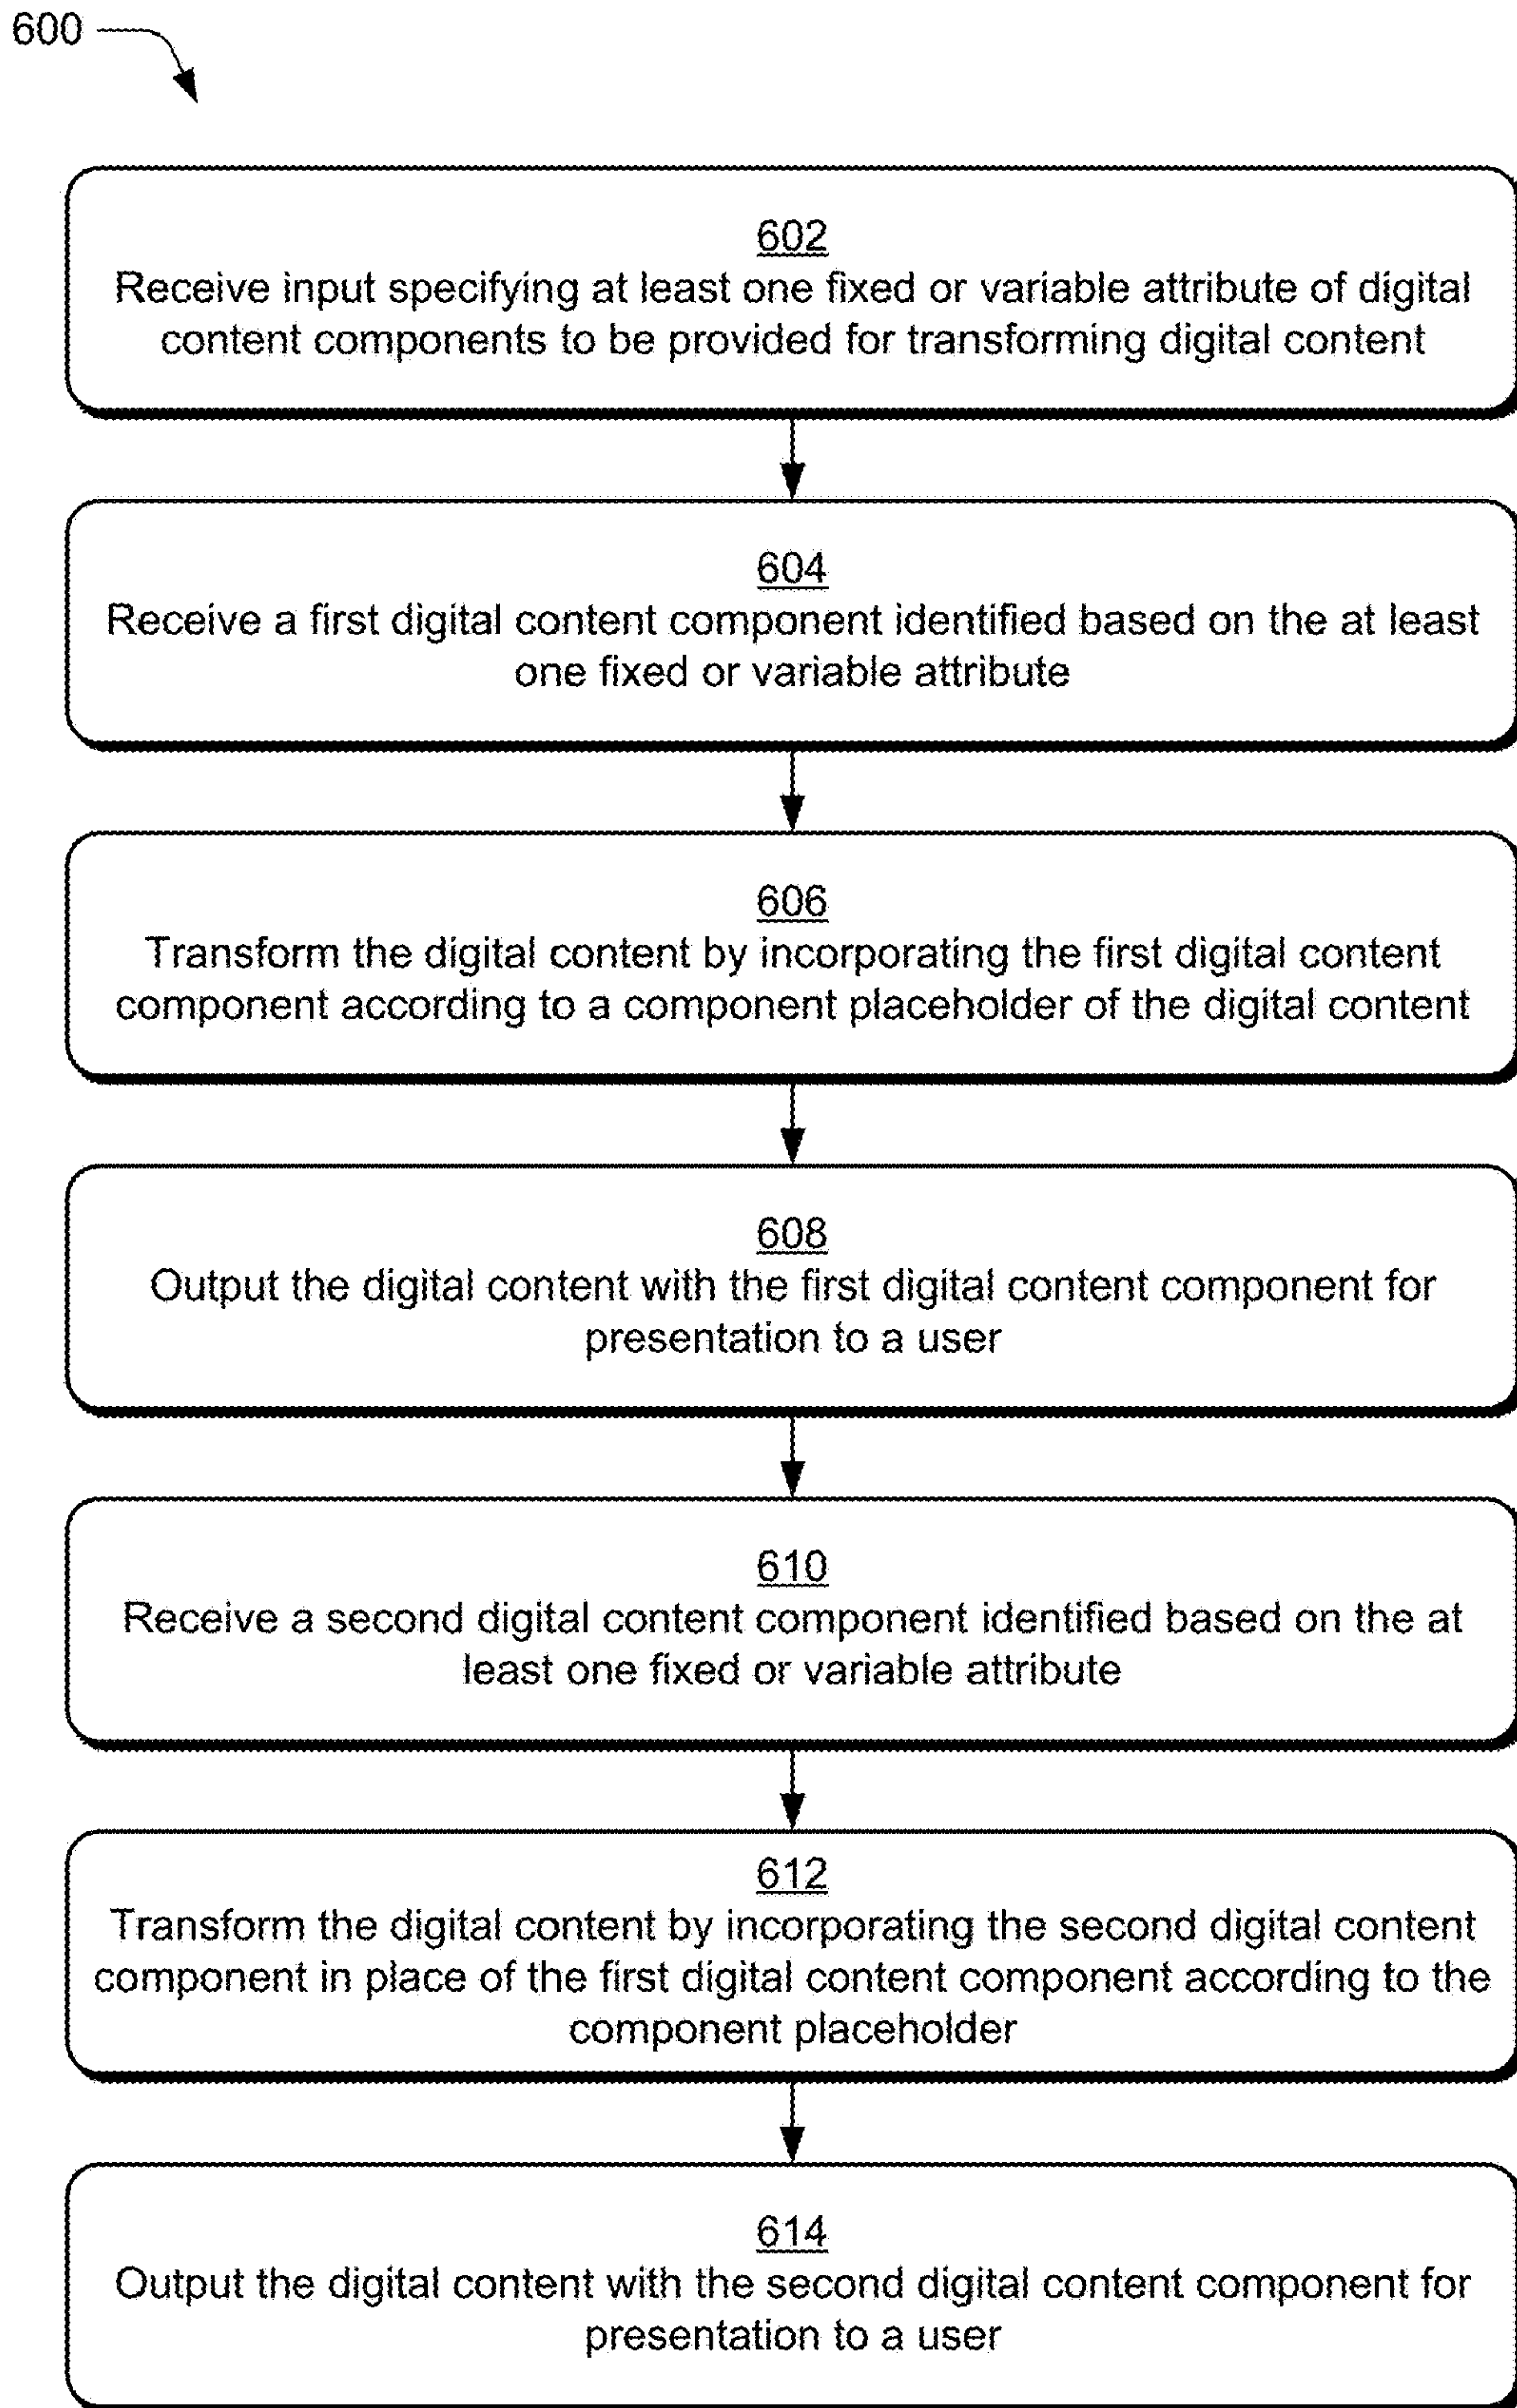 600
602
Receive input specifying at least one fixed or variable attribute of digital
content components to be provided for transforming digital content
604
Receive a first digital content component identified based on the at least
one fixed or variable attribute
606
Transform the digital content by incorporating the first digital content
component according to a component placeholder of the digital content
608
Output the digital content with the first digital content component for
presentation to a user
610
Receive a second digital content component identified based on the at
least one fixed or variable attribute
612
Transform the digital content by incorporating the second digital content
component in place of the first digital content component according to the
component placeholder
614
Output the digital content with the second digital content component for
presentation to a user